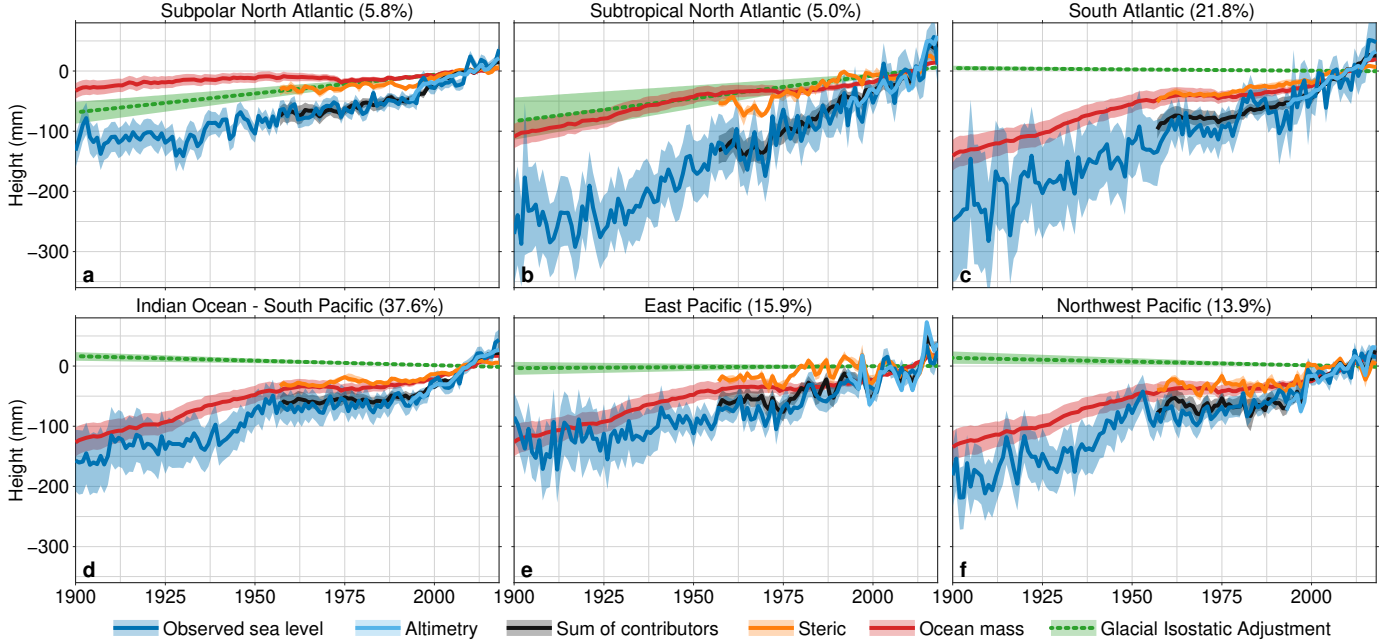 Subpolar North Atlantic (5.8%) Subtropical North Atlantic (5.0%) South Atlantic (21.8%)
Height (mm)
0
−100
−200
−300
a b c
Indian Ocean - South Pacific (37.6%) East Pacific (15.9%) Northwest Pacific (13.9%)
Height (mm)
0
−100
−200
−300
d e f
1900 1925 1950 1975 2000 1900 1925 1950 1975 2000 1900 1925 1950 1975 2000
Observed sea level Altimetry Sum of contributors Steric Ocean mass Glacial Isostatic Adjustment